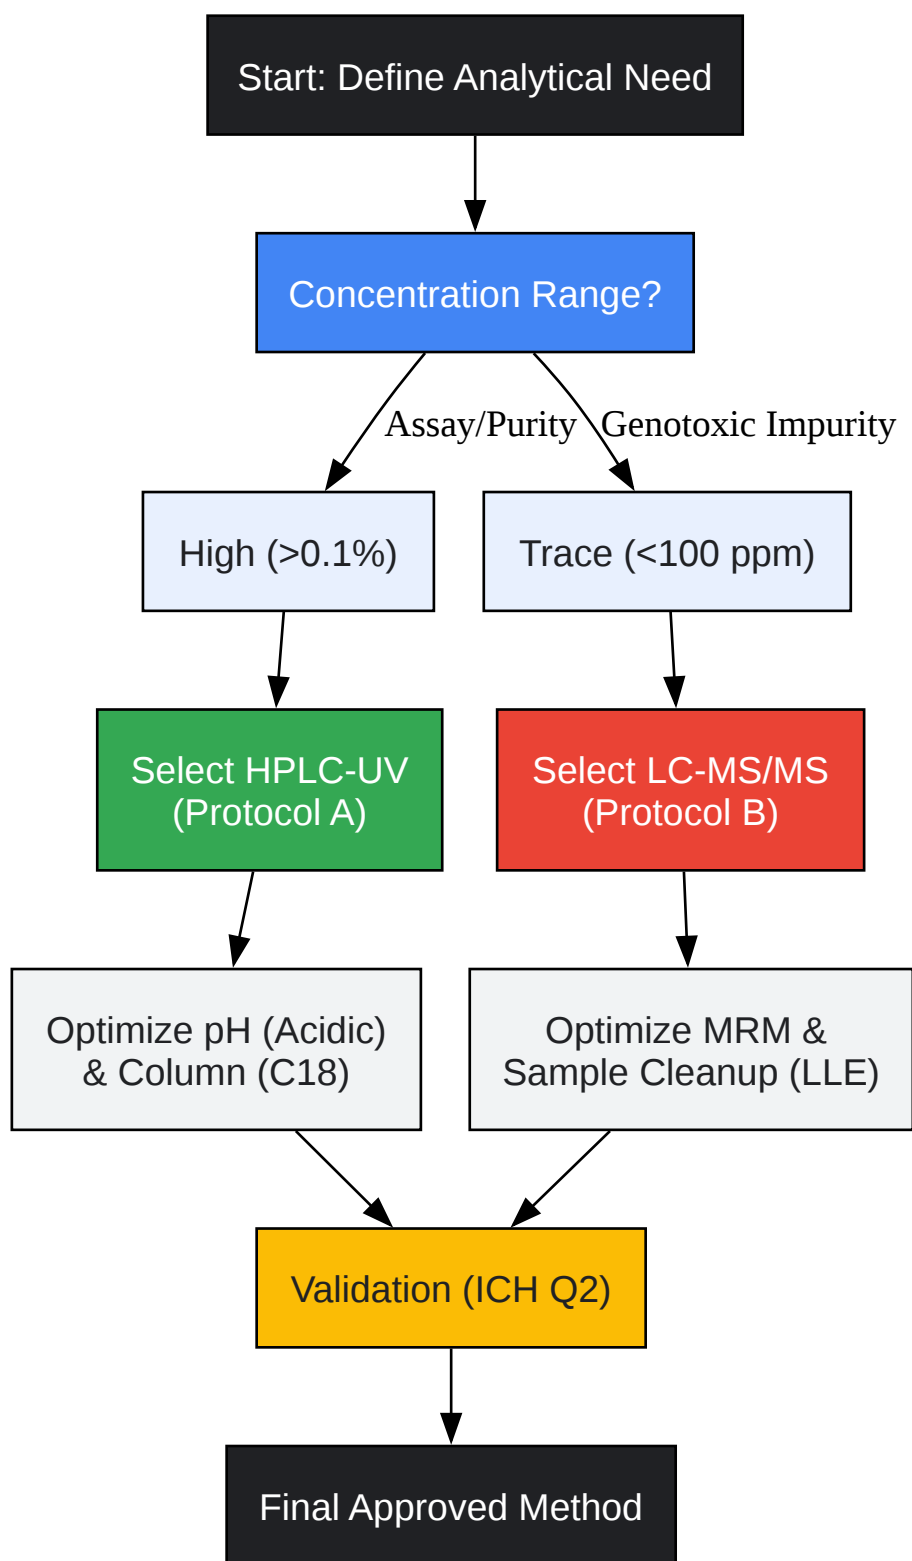 Start: Define Analytical Need
Concentration Range?
Assay/Purity
Genotoxic Impurity
High (>0.1%)
Trace (<100 ppm)
Select HPLC-UV
(Protocol A)
Select LC-MS/MS
(Protocol B)
Optimize pH (Acidic)
& Column (C18)
Optimize MRM &
Sample Cleanup (LLE)
Validation (ICH Q2)
Final Approved Method